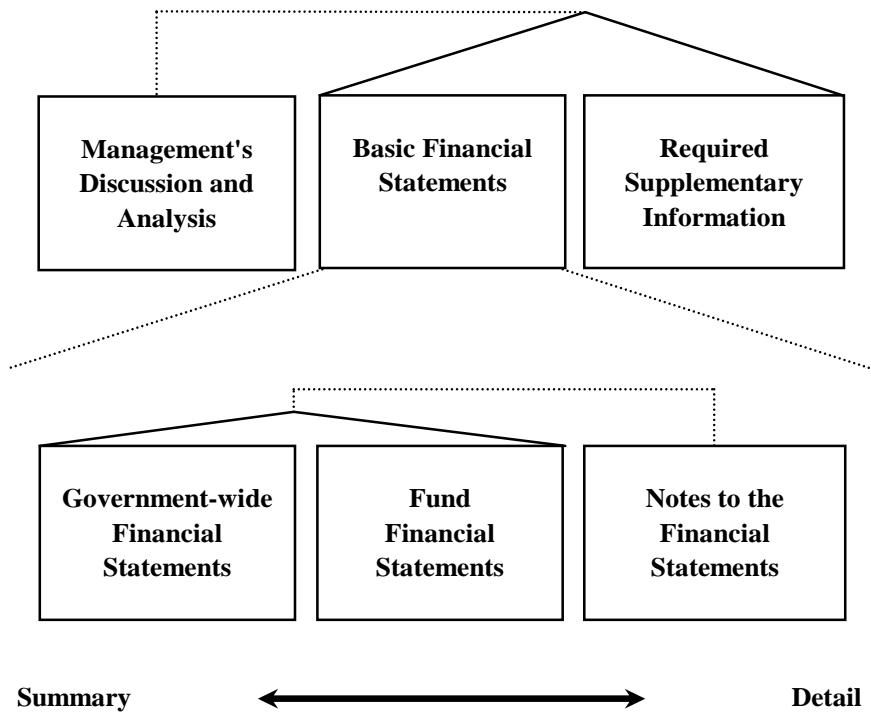 Management's
Discussion and
Analysis
Basic Financial
Statements
Required
Supplementary
Information
Government-wide
Financial
Statements
Fund
Financial
Statements
Notes to the
Financial
Statements
Summary
Detail